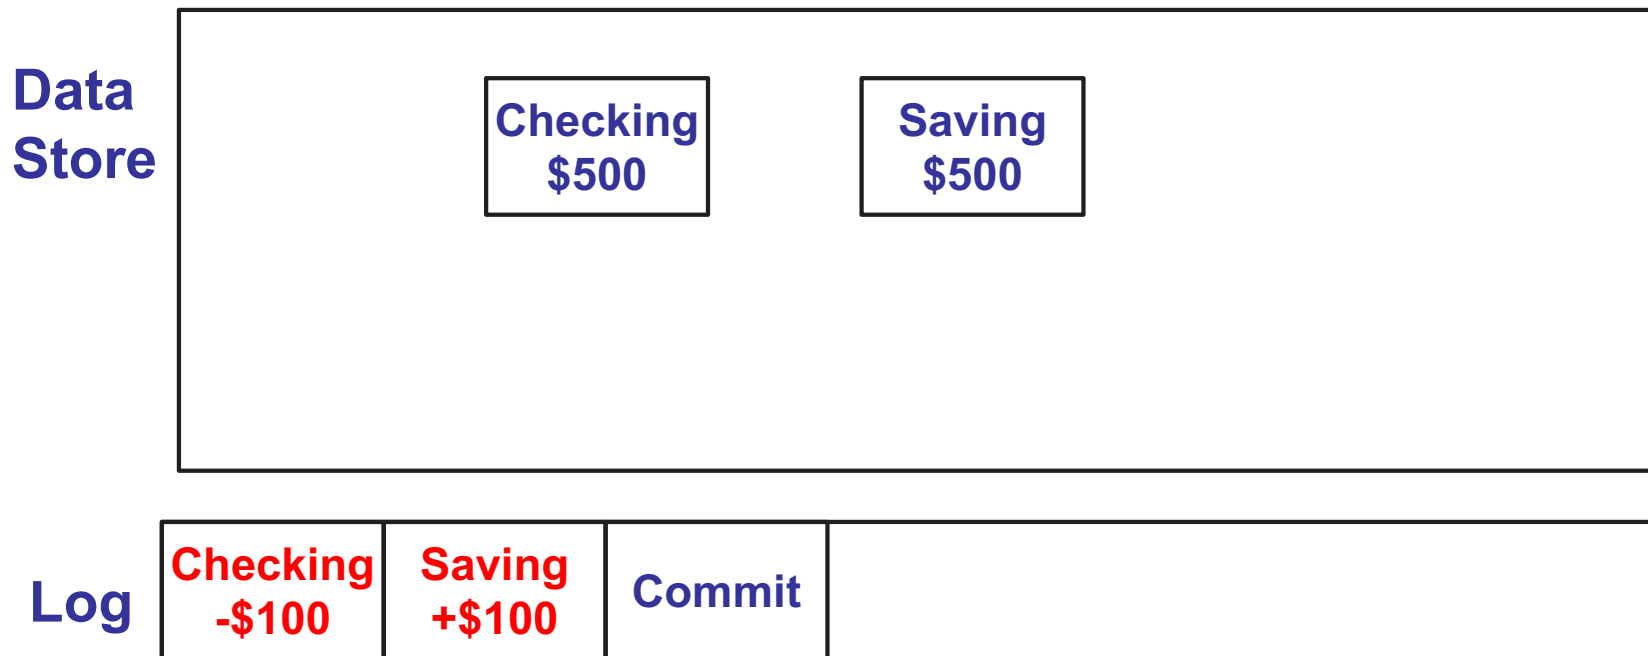 Data
Store
Checking
$500
Saving
$500
Log
Checking
-$100
Saving
+$100
Commit